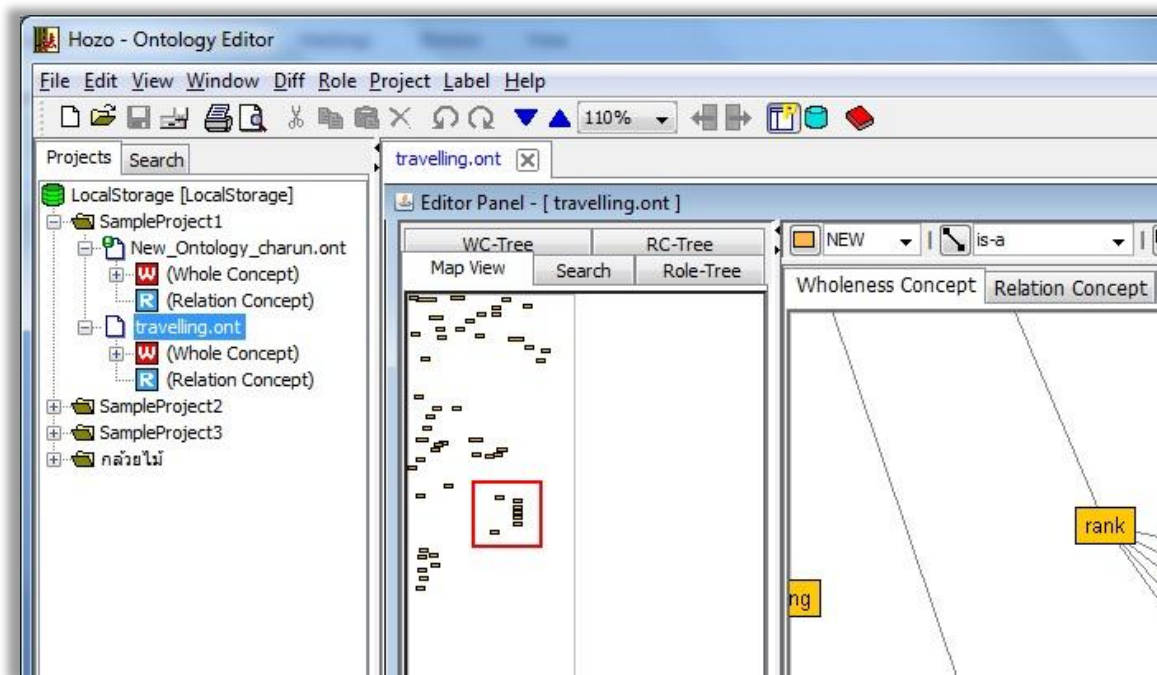 Hozo - Ontology Editor
File Edit View Window Diff Role Project Label Help
110%
Projects Search
travelling.ont
LocalStorage [LocalStorage]
SampleProject1
New_Ontology_charun.ont
W (Whole Concept)
R (Relation Concept)
travelling.ont
W (Whole Concept)
R (Relation Concept)
SampleProject2
SampleProject3
กล้วยไม้
Editor Panel - [ travelling.ont ]
WC-Tree RC-Tree
Map View Search Role-Tree
NEW is-a
Wholeness Concept Relation Concept
rank
ng